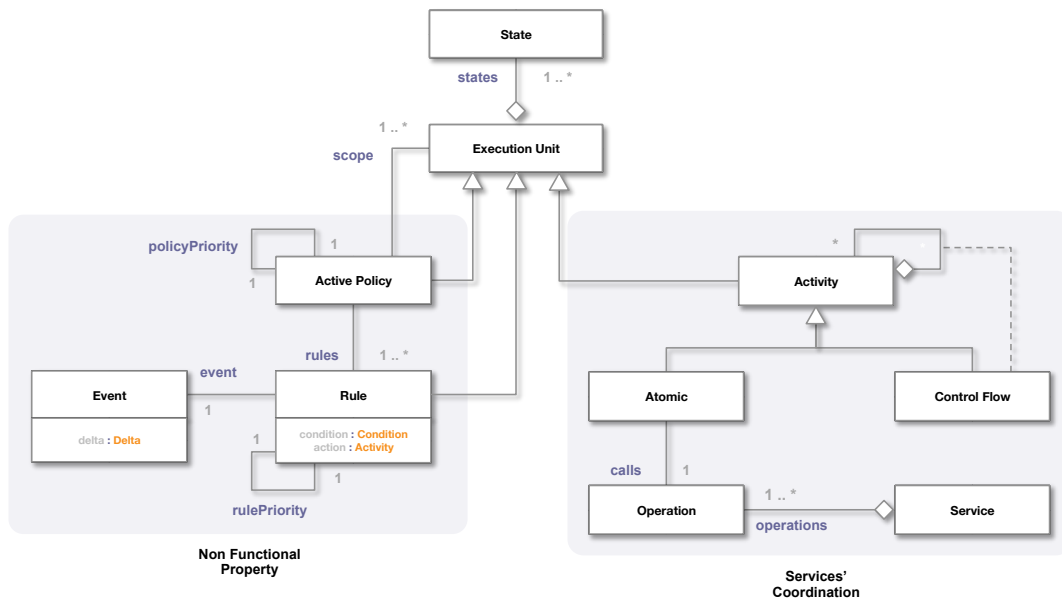 State
states 1 .. *
1 .. *
Execution Unit
scope
policyPriority 1
*
1
Active Policy
Activity
rules 1 .. *
event
1
Event
Rule
Atomic
Control Flow
delta : Delta
condition : Condition
action : Activity
1
1
rulePriority
calls 1
1 .. *
Operation
Service
operations
Non Functional
Property
Services'
Coordination